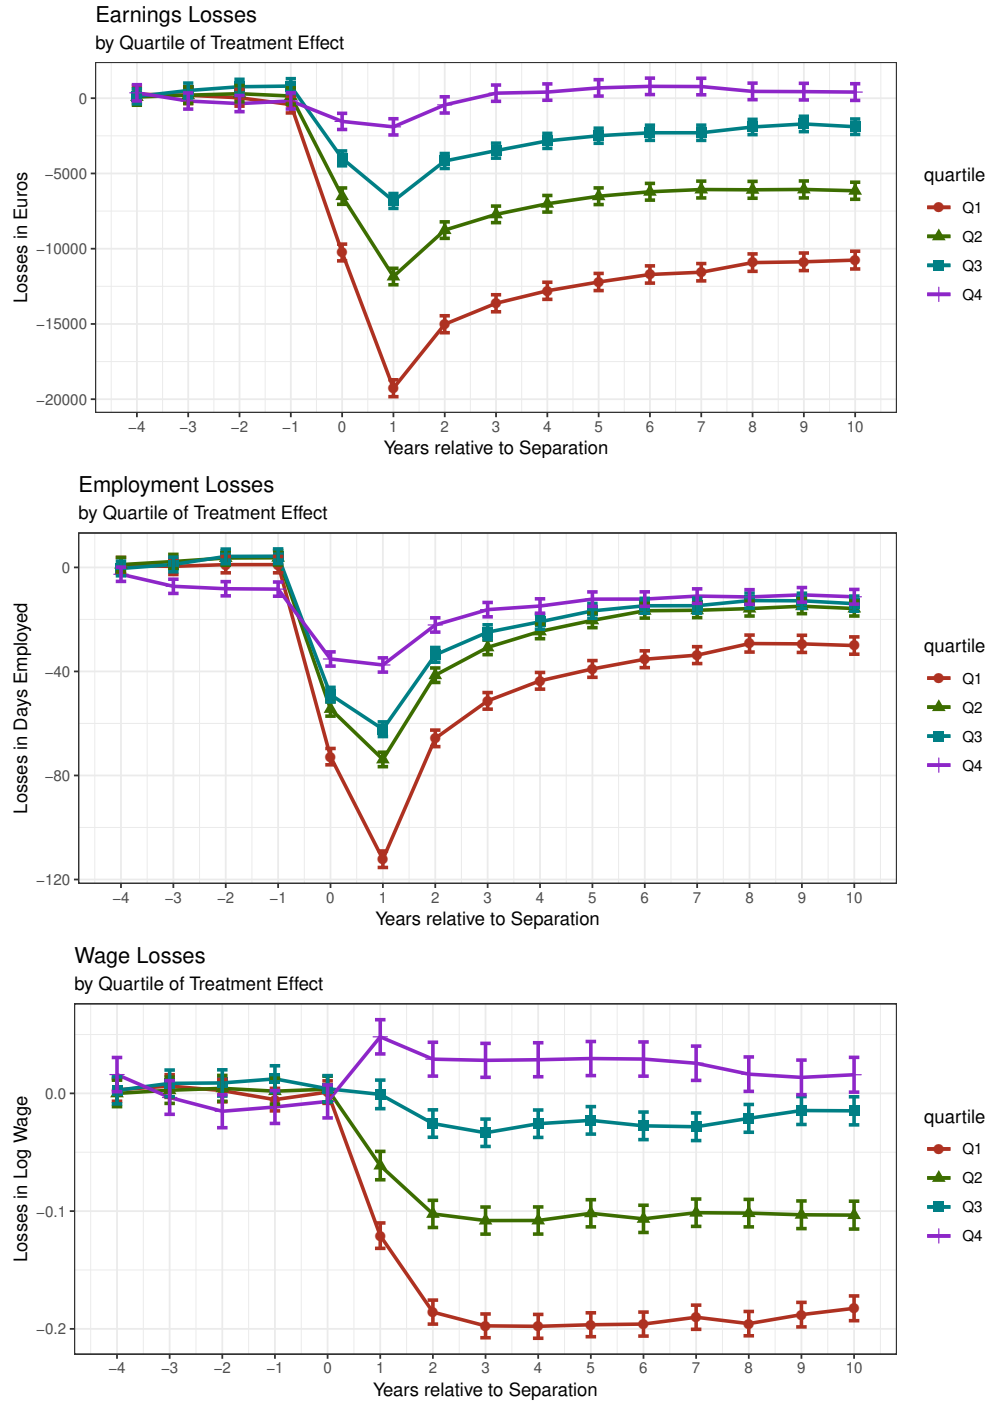 Earnings Losses
by Quartile of Treatment Effect
Losses in Euros
0
−5000
−10000
−15000
−20000
−4 −3 −2 −1 0 1 2 3 4 5 6 7 8 9 10
Years relative to Separation
quartile
Q1
Q2
Q3
Q4
Employment Losses
by Quartile of Treatment Effect
Losses in Days Employed
0
−40
−80
−120
−4 −3 −2 −1 0 1 2 3 4 5 6 7 8 9 10
Years relative to Separation
quartile
Q1
Q2
Q3
Q4
Wage Losses
by Quartile of Treatment Effect
Losses in Log Wage
0.0
−0.1
−0.2
−4 −3 −2 −1 0 1 2 3 4 5 6 7 8 9 10
Years relative to Separation
quartile
Q1
Q2
Q3
Q4